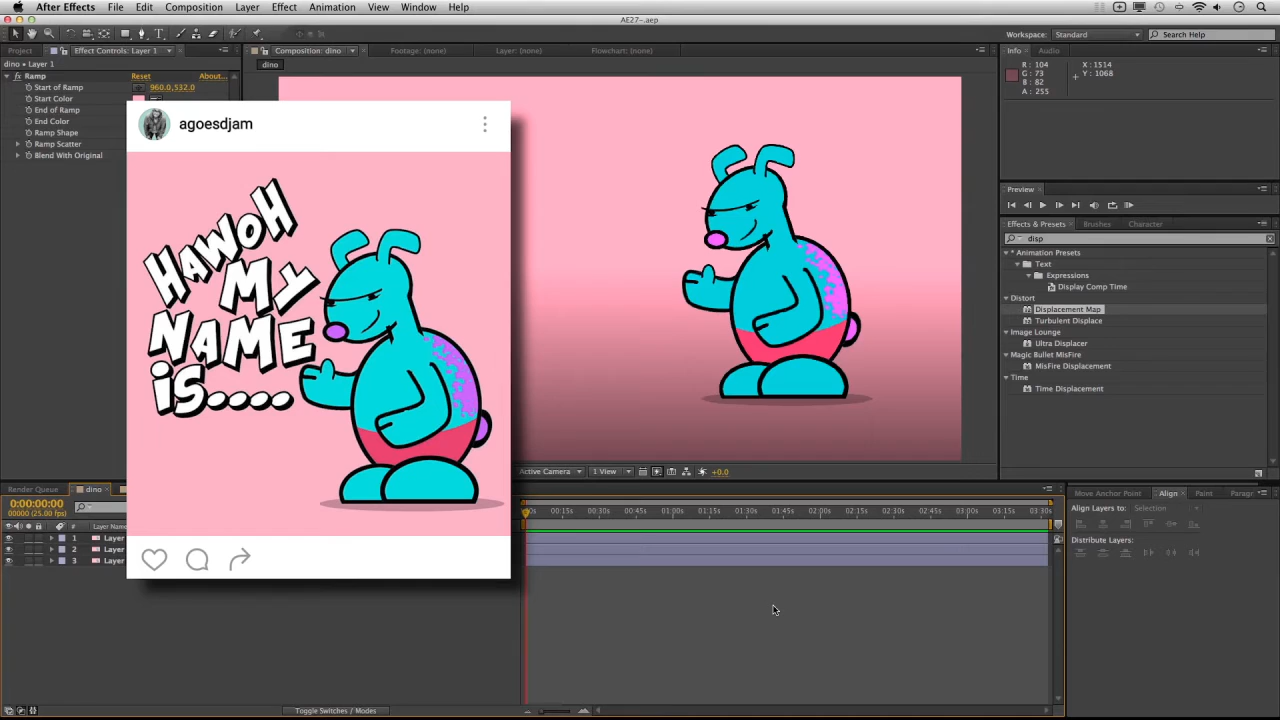 After Effects File Edit Composition Layer Effect Animation View Window Help
AE27-.aep
Workspace: Standard Search Help
Project Effect Controls: Layer 1 Composition: dino Footage: (none) Layer: (none) Flowchart: (none) Info Audio
dino • Layer 1
dino
fx Ramp Reset About...
Start of Ramp 960.0,532.0
Start Color
End of Ramp
End Color
Ramp Shape
Ramp Scatter
Blend With Original
R : 104
G : 73
B : 82
A : 255
X : 1514
Y : 1068
agoesdjam
HAWOH
MY
NAME
iS....
Preview
Effects & Presets Brushes Character
disp
* Animation Presets
Text
Expressions
Display Comp Time
Distort
Displacement Map
Turbulent Displace
Image Lounge
Ultra Displacer
Magic Bullet MisFire
MisFire Displacement
Time
Time Displacement
Active Camera 1 View +0.0
Render Queue dino
0:00:00:00
00000 (25.00 fps)
# Layer Name
1 Layer
2 Layer
3 Layer
00:15s 00:30s 00:45s 01:00s 01:15s 01:30s 01:45s 02:00s 02:15s 02:30s 02:45s 03:00s 03:15s 03:30s
Move Anchor Point Align Paint Paragr
Align Layers to: Selection
Distribute Layers:
Toggle Switches / Modes